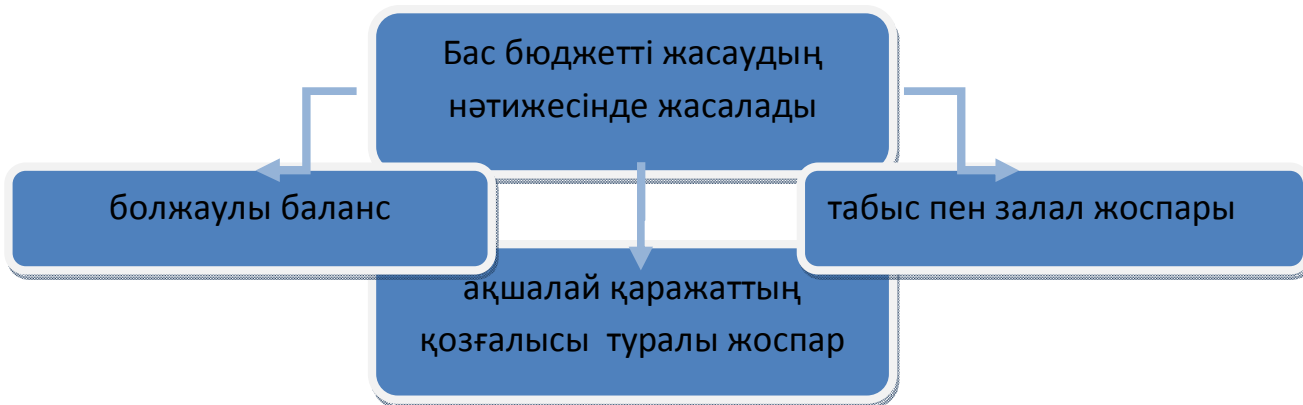 Бас бюджетті жасаудың
нәтижесінде жасалады
болжаулы баланс
табыс пен залал жоспары
ақшалай қаражаттың
қозғалысы  туралы жоспар